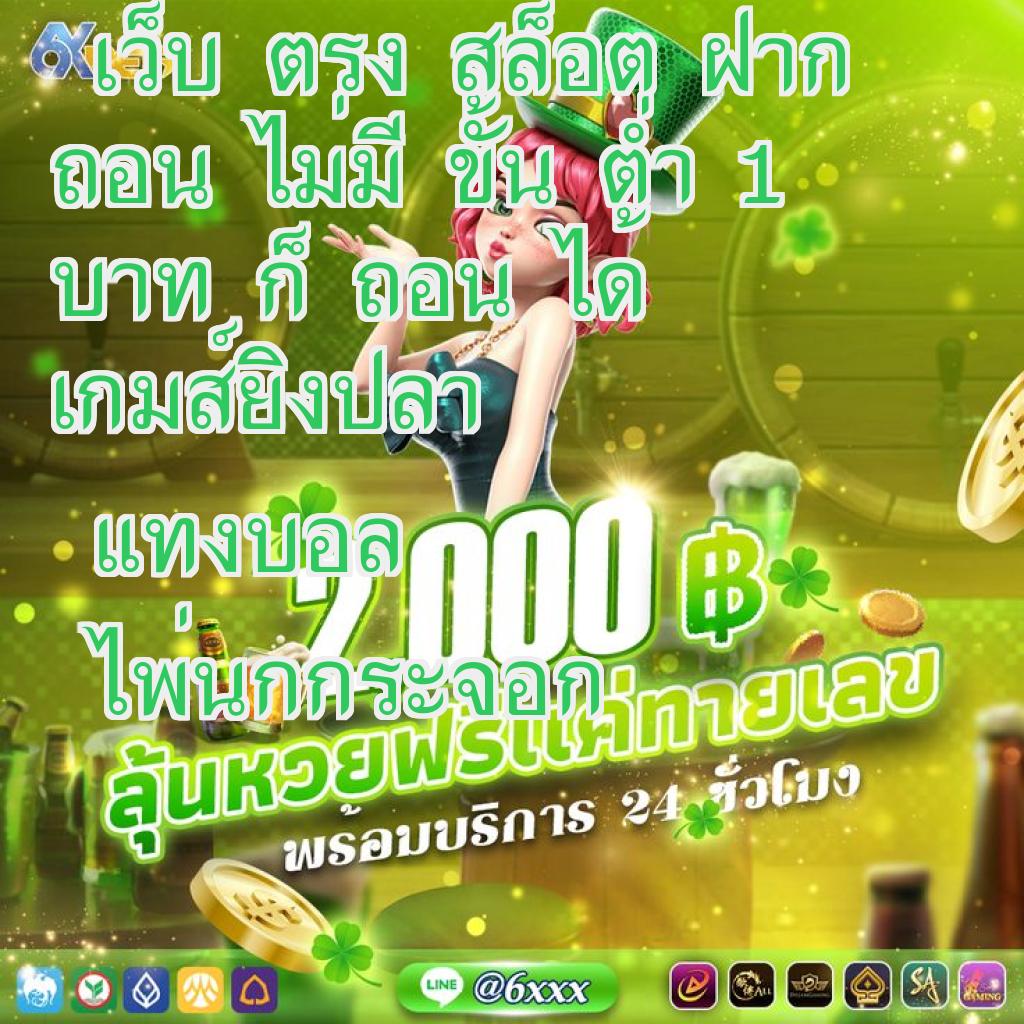 เว็บ ตรง สล็อต ฝาก
ถอน ไม่มี ขั้น ต่ำ 1
บาท ก็ ถอน ได้
เกมส์ยิงปลา
แทงบอล
ไพ่นกกระจอก
2,000 ฿
ลุ้นหวยฟรีแค่ทายเลข
พร้อมบริการ 24 ชั่วโมง
LINE @6xxx